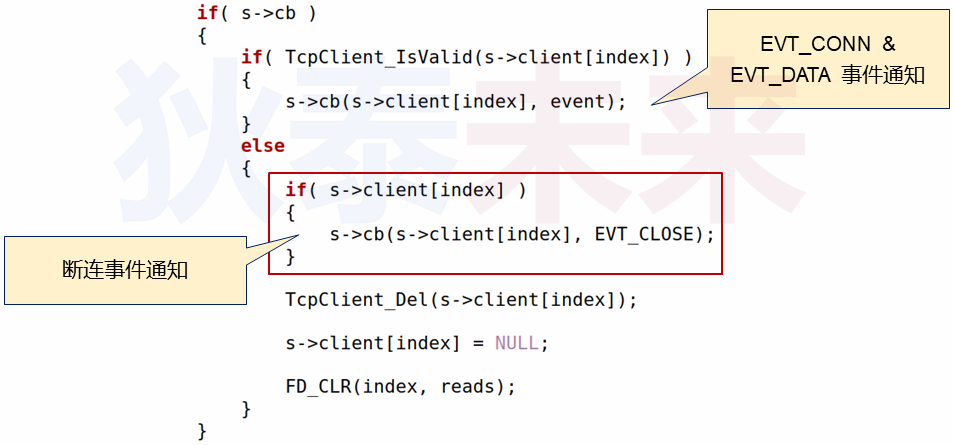 if( s->cb )
{
    if( TcpClient_IsValid(s->client[index]) )
    {
        s->cb(s->client[index], event);
    }
    else
    {
        if( s->client[index] )
        {
            s->cb(s->client[index], EVT_CLOSE);
        }

        TcpClient_Del(s->client[index]);

        s->client[index] = NULL;

        FD_CLR(index, reads);
    }
}
EVT_CONN &
EVT_DATA 事件通知
断连事件通知
狄泰未来